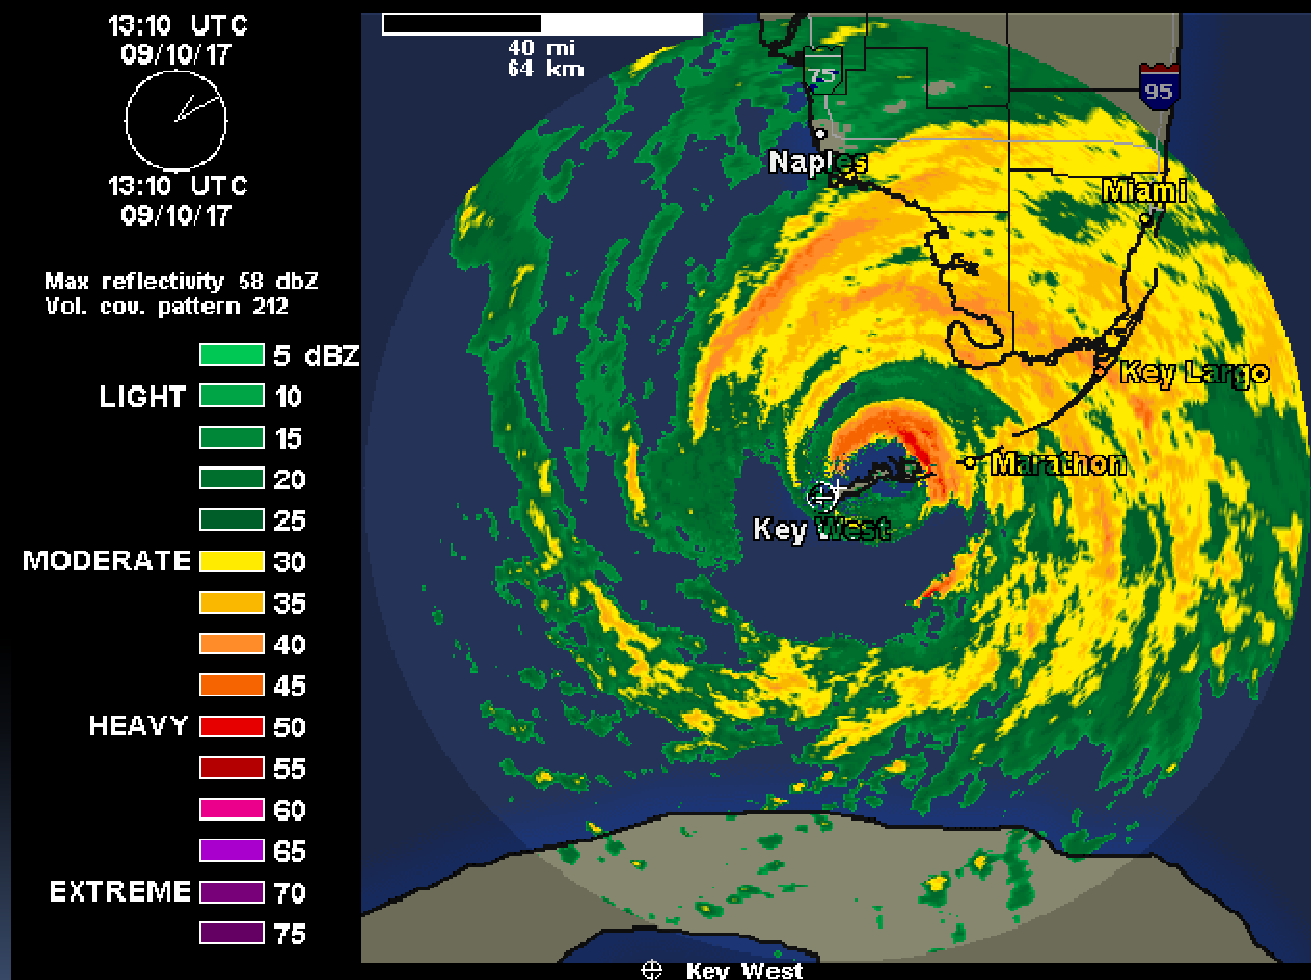 13:10 UTC
09/10/17
13:10 UTC
09/10/17
Max reflectivity 68 dbZ
Vol. cov. pattern 212
5 dBZ
LIGHT 10
15
20
25
MODERATE 30
35
40
45
HEAVY 50
55
60
65
EXTREME 70
75
40 mi
64 km
75
95
Naples
Miami
Key Largo
Marathon
Key West
Key West